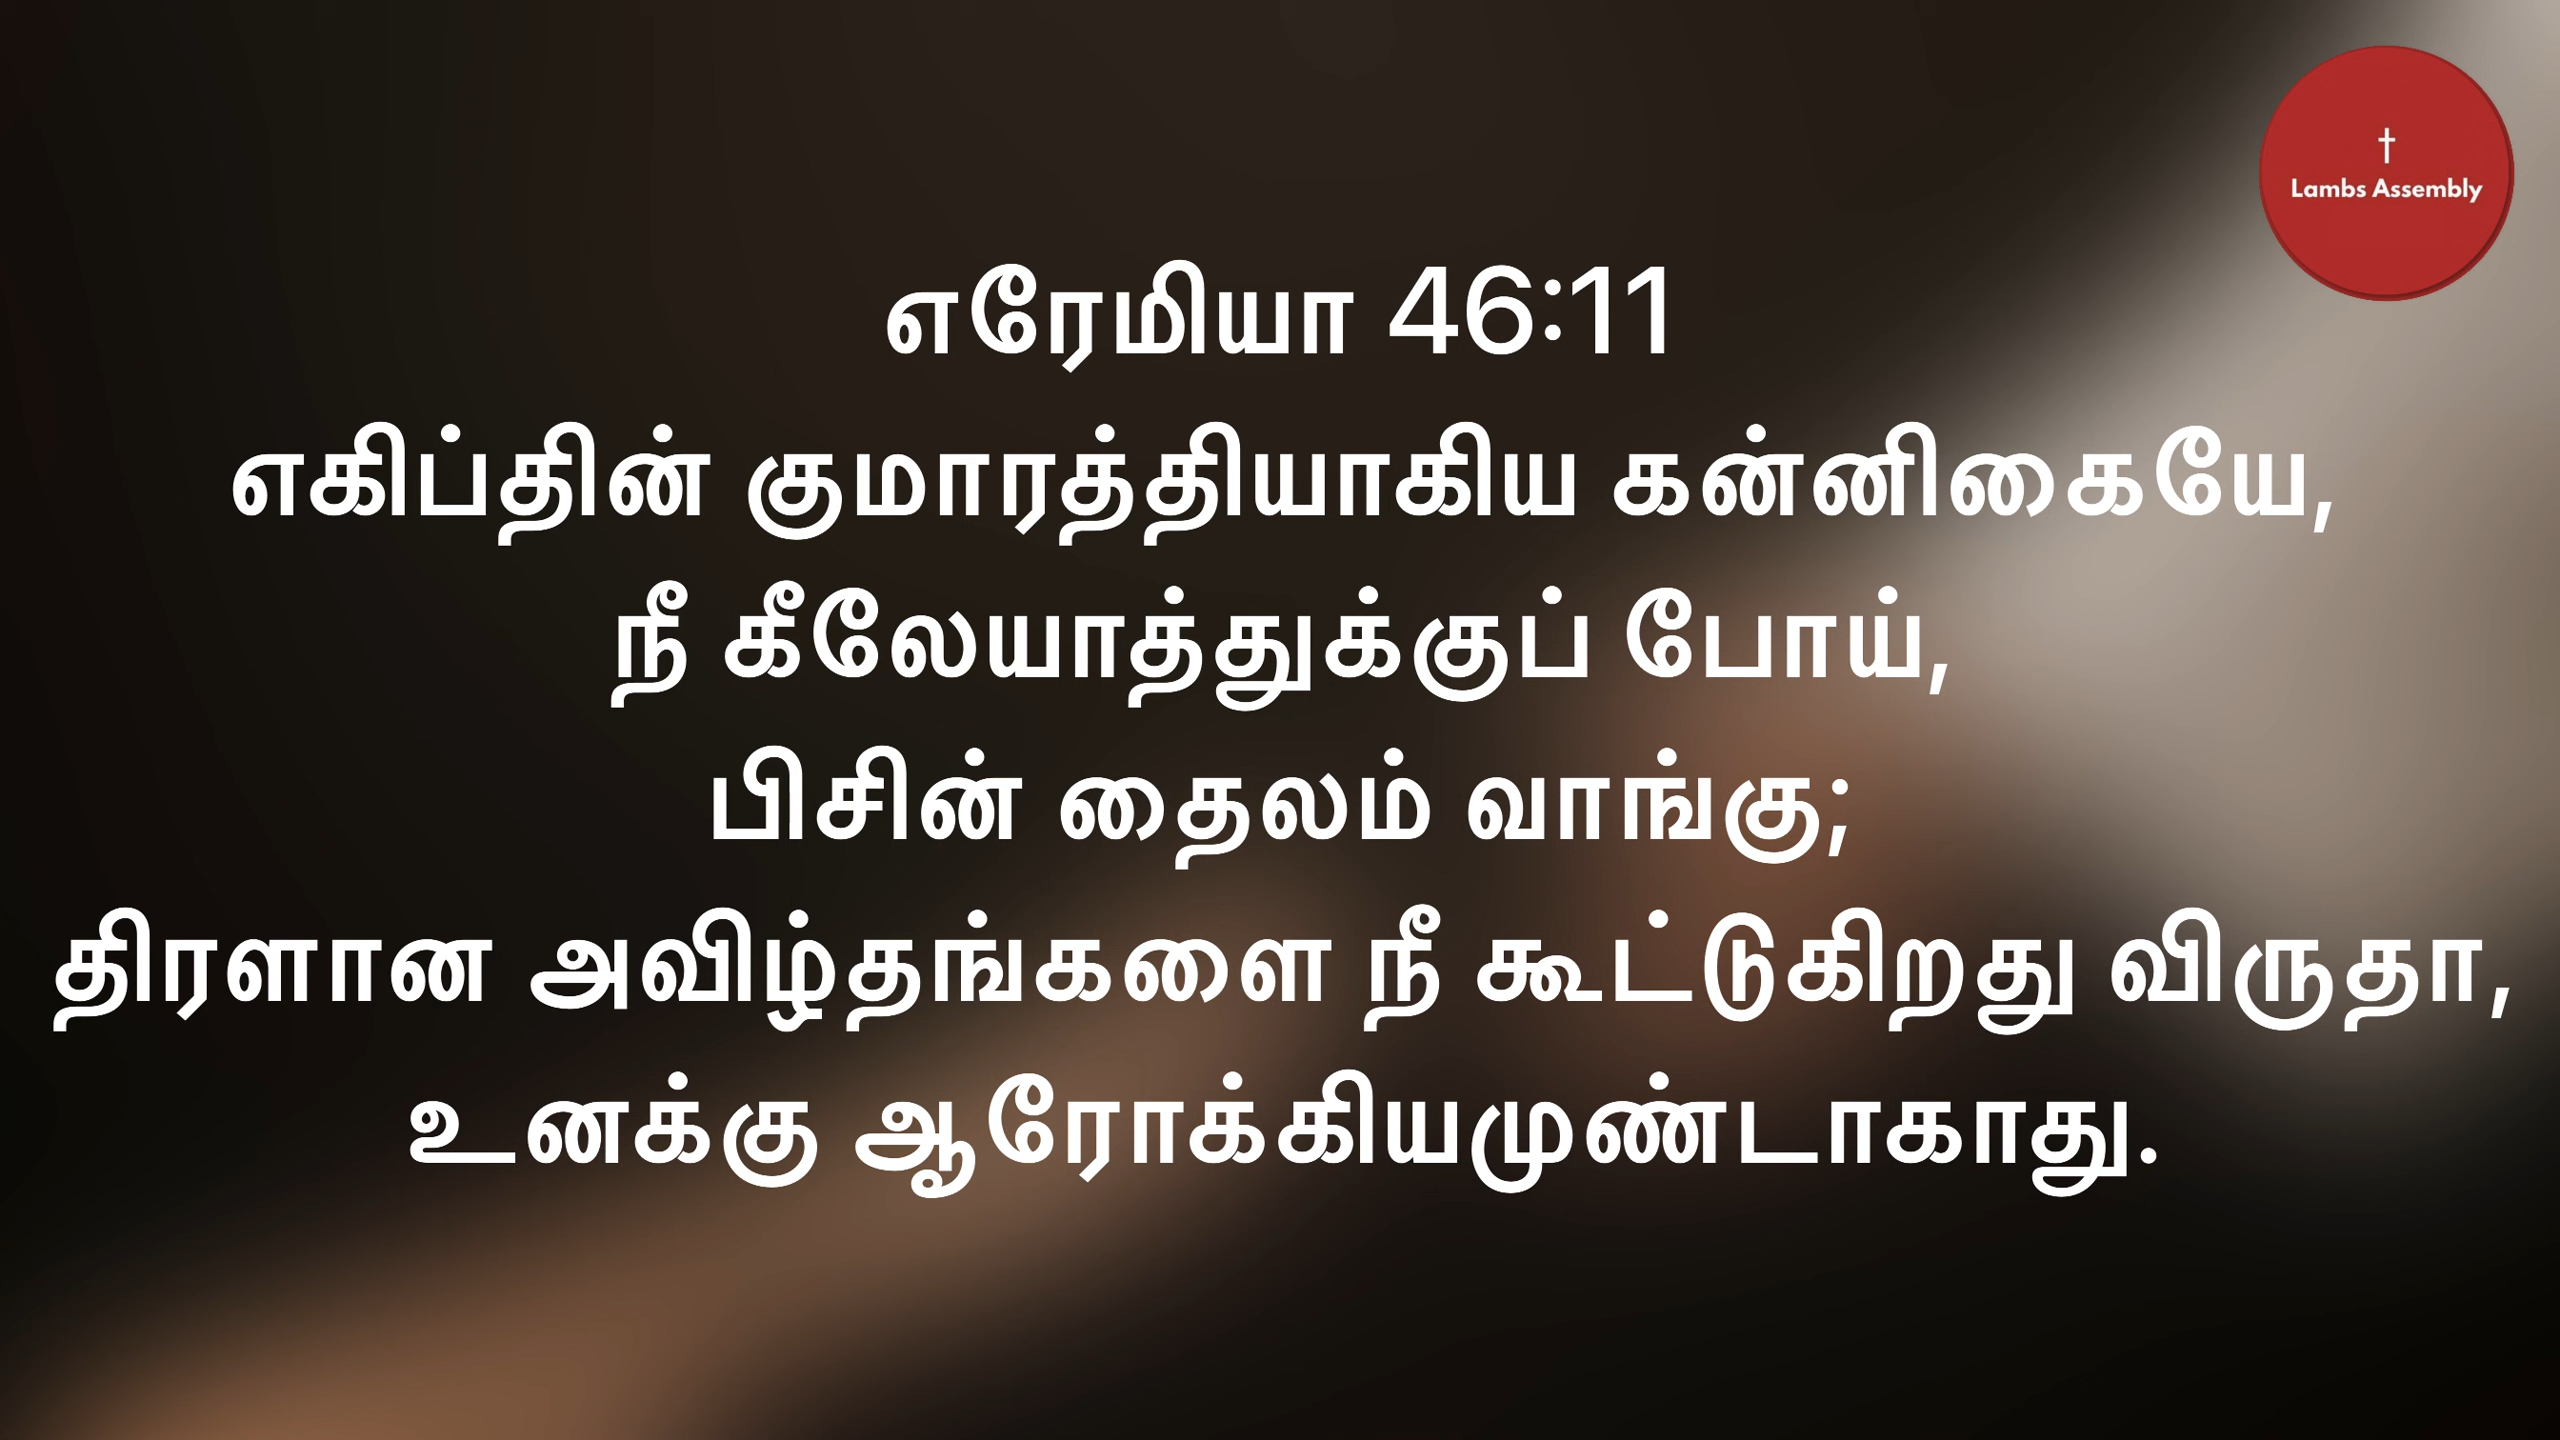 Lambs Assembly
எரேமியா 46:11
எகிப்தின் குமாரத்தியாகிய கன்னிகையே,
நீ கீலேயாத்துக்குப் போய்,
பிசின் தைலம் வாங்கு;
திரளான அவிழ்தங்களை நீ கூட்டுகிறது விருதா,
உனக்கு ஆரோக்கியமுண்டாகாது.